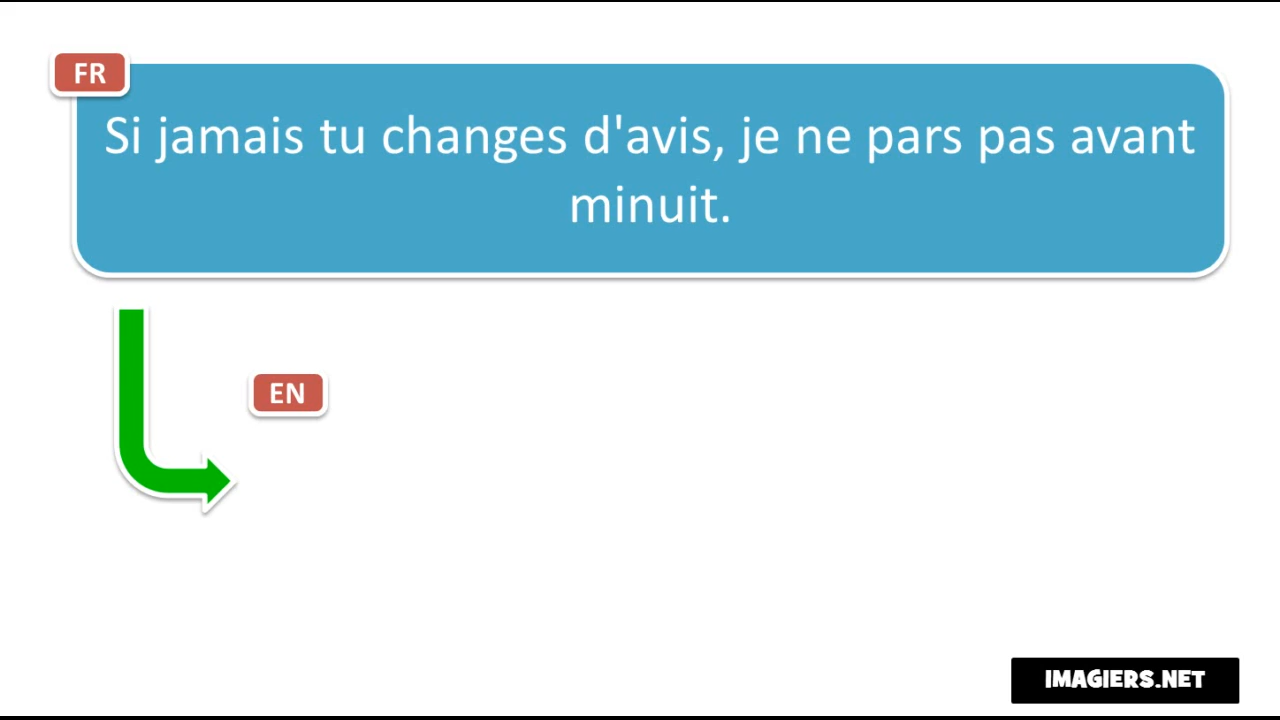 FR
Si jamais tu changes d'avis, je ne pars pas avant
minuit.
EN
IMAGIERS.NET